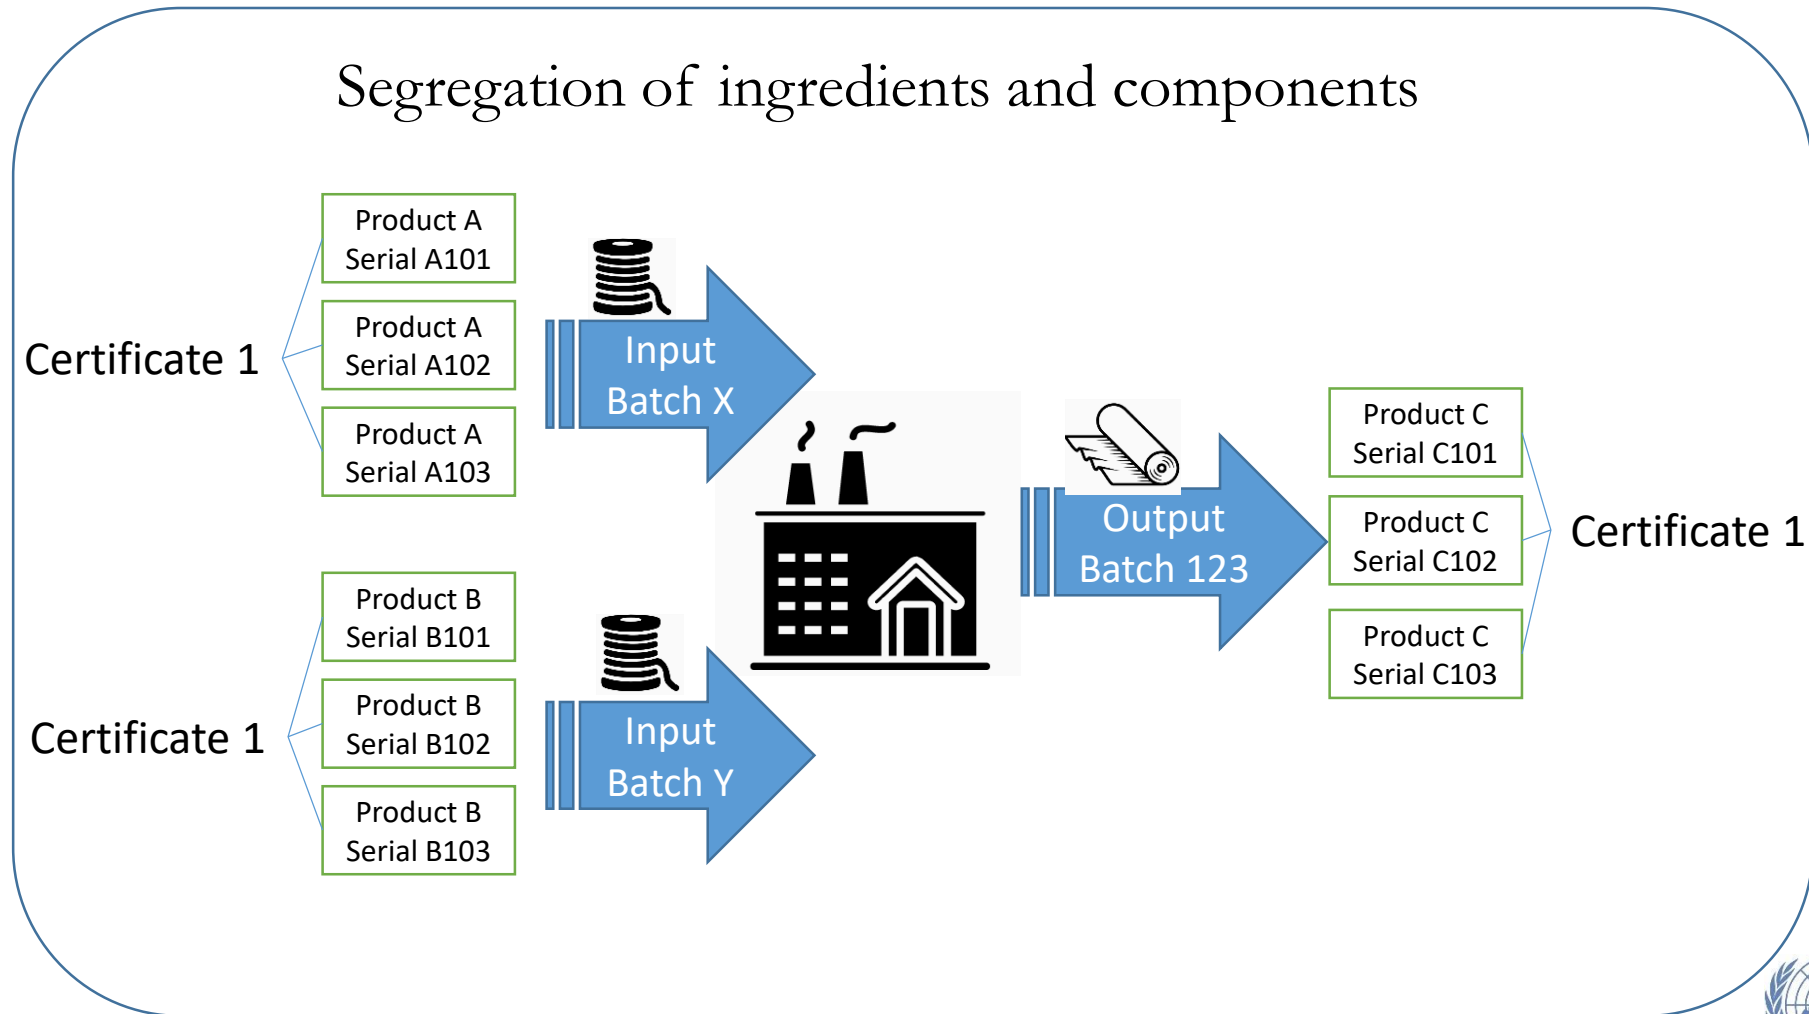 Segregation of ingredients and components
Certificate 1
Product A
Serial A101
Product A
Serial A102
Product A
Serial A103
Input
Batch X
Certificate 1
Product B
Serial B101
Product B
Serial B102
Product B
Serial B103
Input
Batch Y
Output
Batch 123
Product C
Serial C101
Product C
Serial C102
Product C
Serial C103
Certificate 1